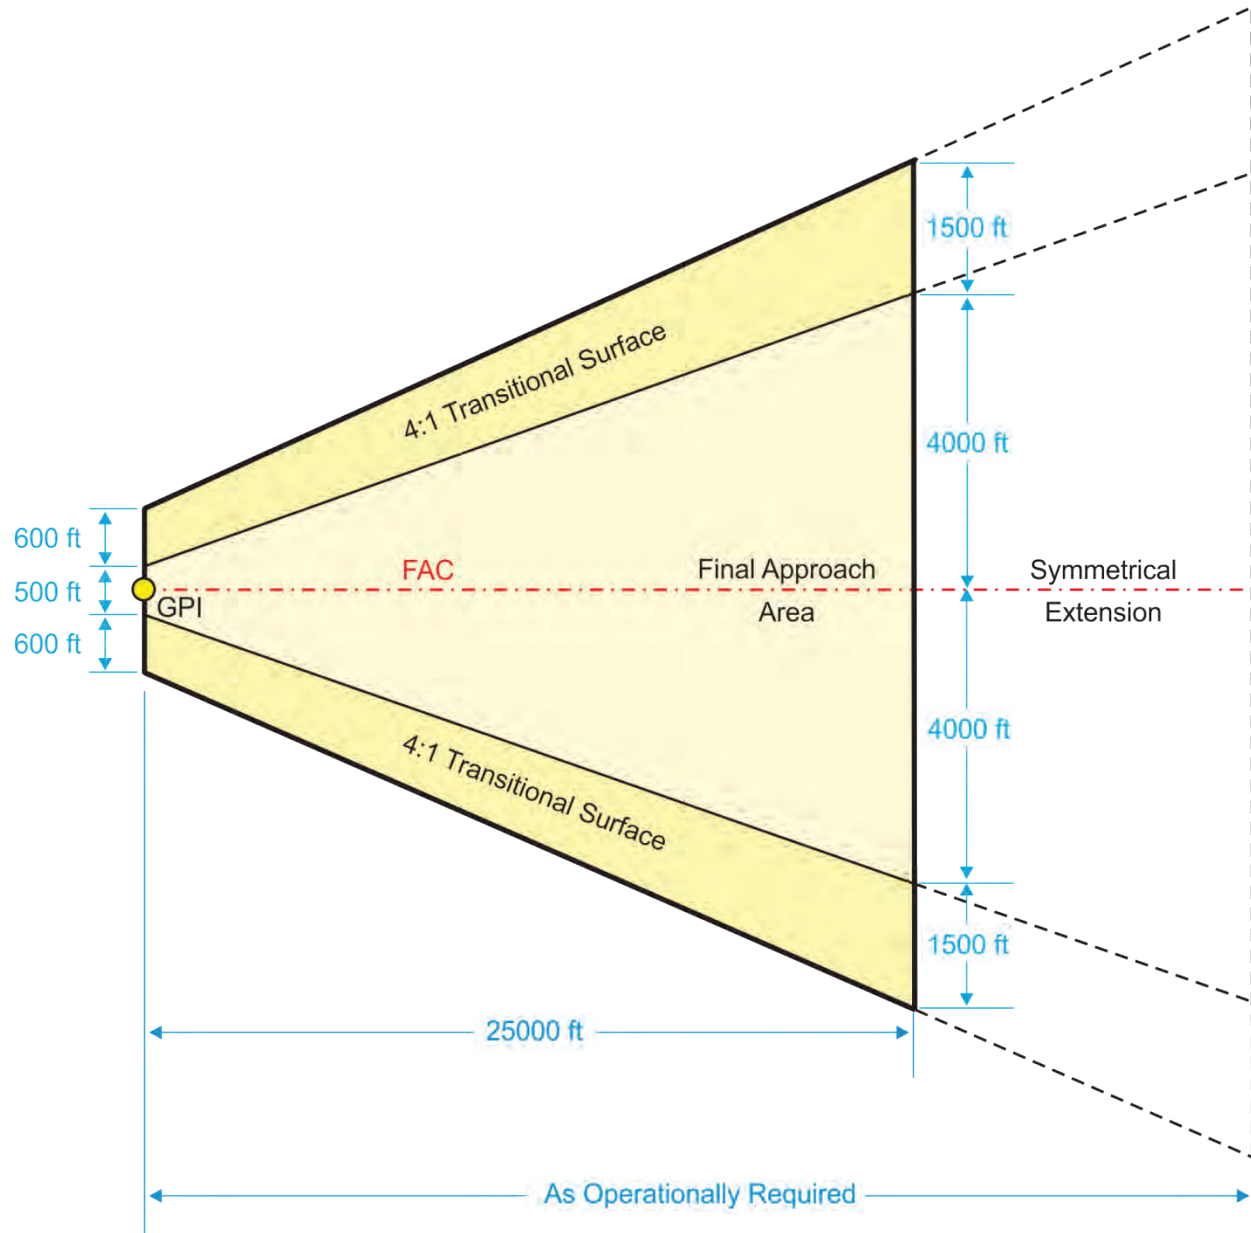 1500 ft
4:1 Transitional Surface
4000 ft
600 ft
FAC
Final Approach
Area
Symmetrical
Extension
500 ft
GPI
600 ft
4000 ft
4:1 Transitional Surface
1500 ft
25000 ft
As Operationally Required